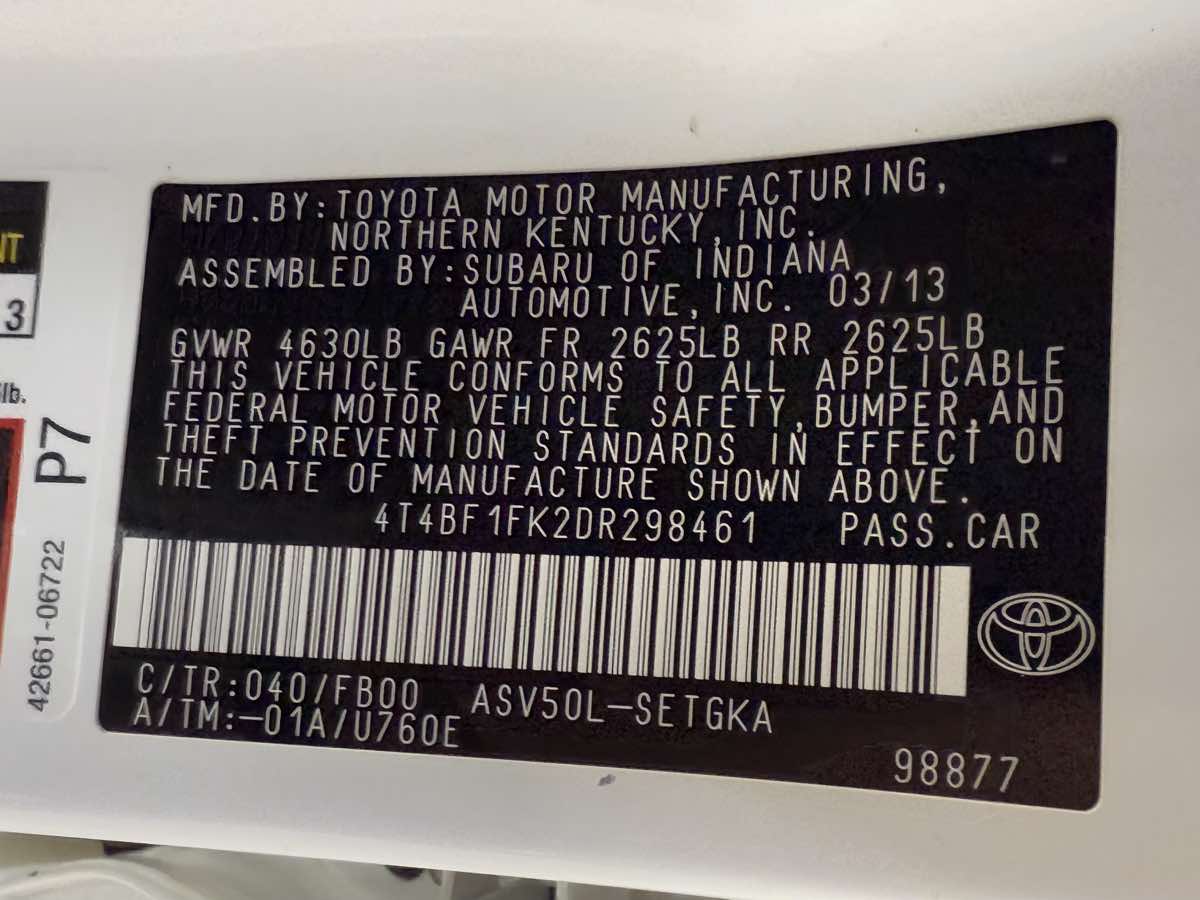 MFD.BY:TOYOTA MOTOR MANUFACTURING,
NORTHERN KENTUCKY,INC.
ASSEMBLED BY:SUBARU OF INDIANA
AUTOMOTIVE,INC. 03/13
GVWR 4630LB GAWR FR 2625LB RR 2625LB
THIS VEHICLE CONFORMS TO ALL APPLICABLE
FEDERAL MOTOR VEHICLE SAFETY,BUMPER,AND
THEFT PREVENTION STANDARDS IN EFFECT ON
THE DATE OF MANUFACTURE SHOWN ABOVE.
4T4BF1FK2DR298461 PASS.CAR
C/TR:040/FB00 ASV50L-SETGKA
A/TM:-01A/U760E
98877
NT
3
lb.
P7
42661-06722